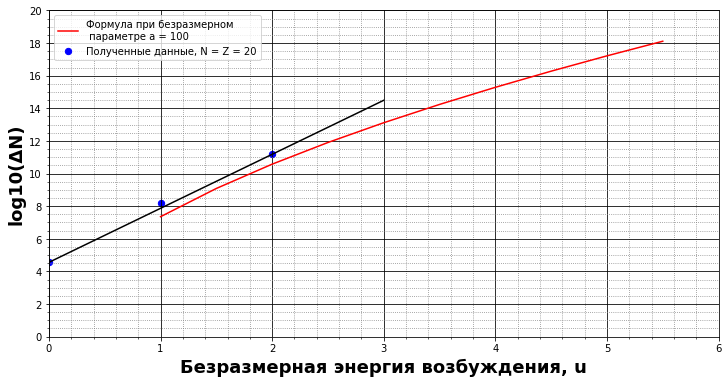 Формула при безразмерном
параметре a = 100
Полученные данные, N = Z = 20
log10(ΔN)
20
18
16
14
12
10
8
6
4
2
0
0 1 2 3 4 5 6
Безразмерная энергия возбуждения, u